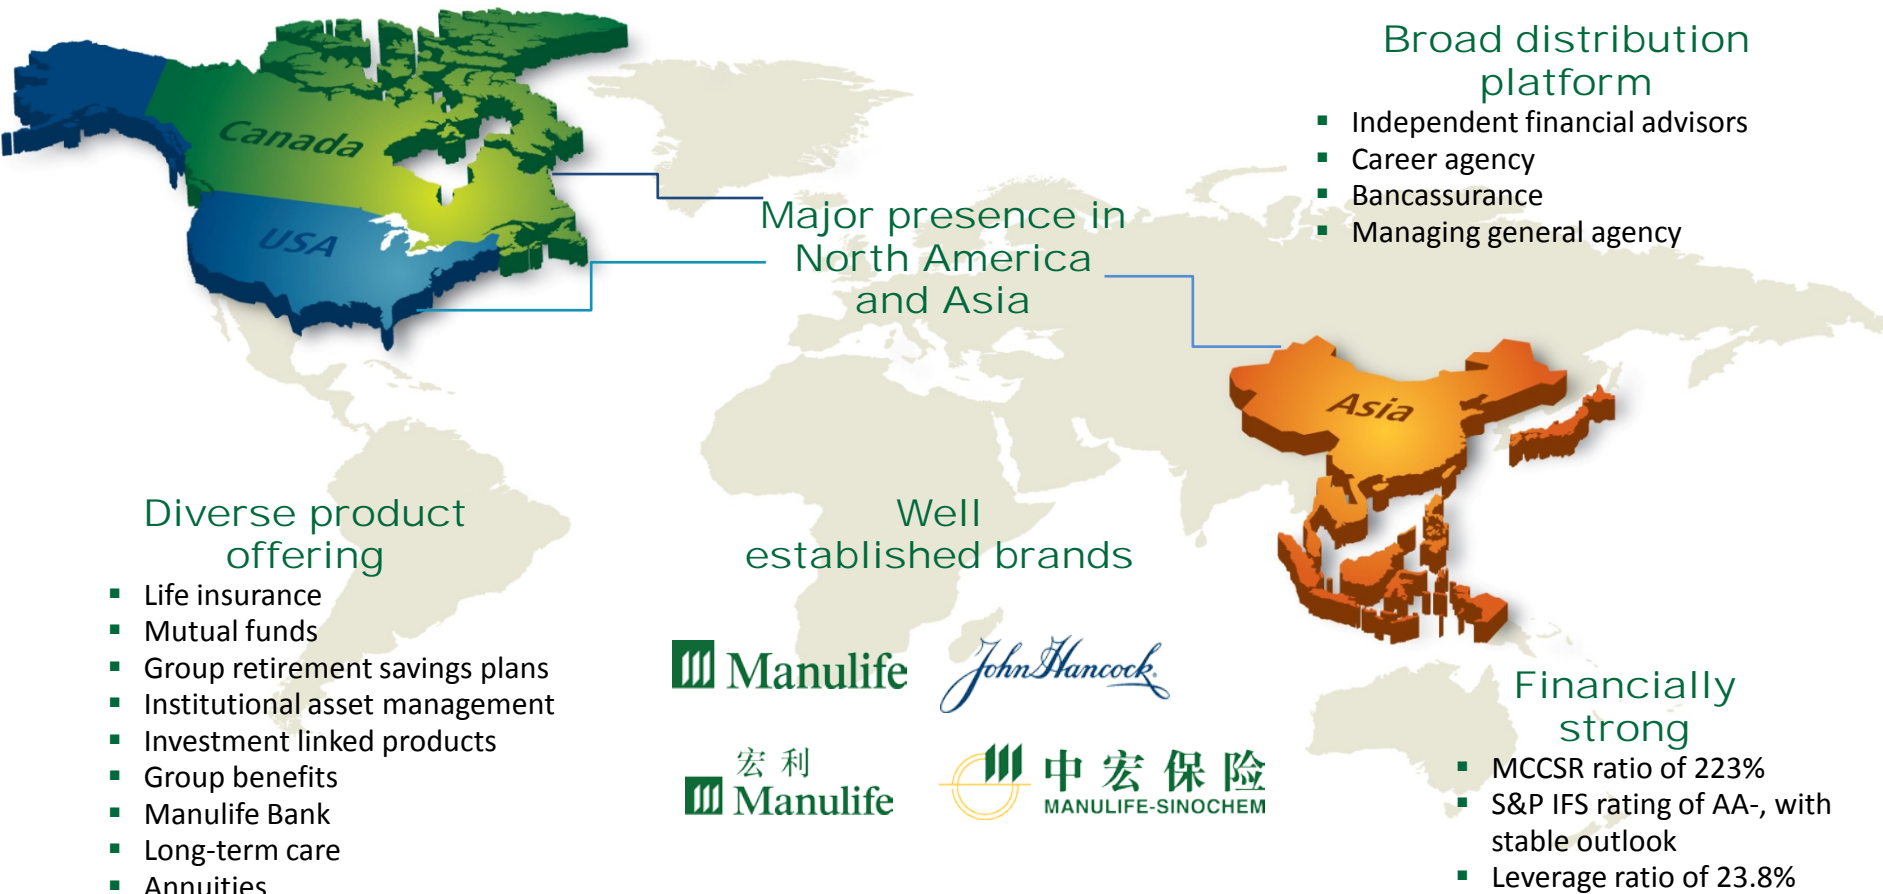 Canada
USA
Asia
Major presence in
North America
and Asia
Broad distribution
platform
▪ Independent financial advisors
▪ Career agency
▪ Bancassurance
▪ Managing general agency
Diverse product
offering
▪ Life insurance
▪ Mutual funds
▪ Group retirement savings plans
▪ Institutional asset management
▪ Investment linked products
▪ Group benefits
▪ Manulife Bank
▪ Long-term care
▪ Annuities
Well
established brands
Manulife
John Hancock.
宏利
Manulife
中宏保险
MANULIFE-SINOCHEM
Financially
strong
▪ MCCSR ratio of 223%
▪ S&P IFS rating of AA-, with
stable outlook
▪ Leverage ratio of 23.8%